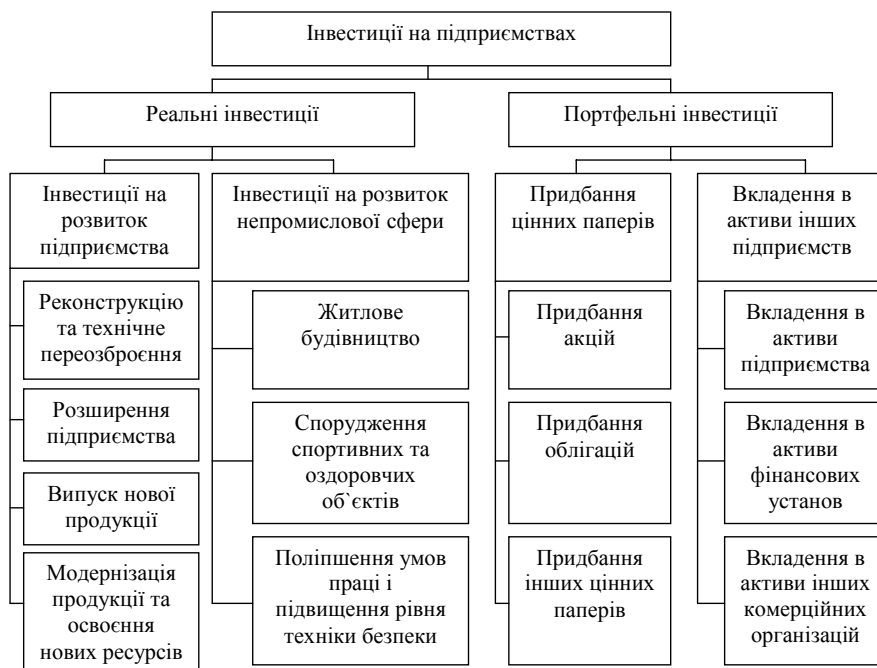 Інвестиції на підприємствах
Реальні інвестиції
Портфельні інвестиції
Інвестиції на
розвиток
підприємства
Інвестиції на розвиток
непромислової сфери
Придбання
цінних паперів
Вкладення в
активи інших
підприємств
Реконструкцію
та технічне
переозброєння
Житлове
будівництво
Придбання
акцій
Вкладення в
активи
підприємства
Розширення
підприємства
Спорудження
спортивних та
оздоровчих
об`єктів
Придбання
облігацій
Вкладення в
активи
фінансових
установ
Випуск нової
продукції
Модернізація
продукції та
освоєння
нових ресурсів
Поліпшення умов
праці і
підвищення рівня
техніки безпеки
Придбання
інших цінних
паперів
Вкладення в
активи інших
комерційних
організацій